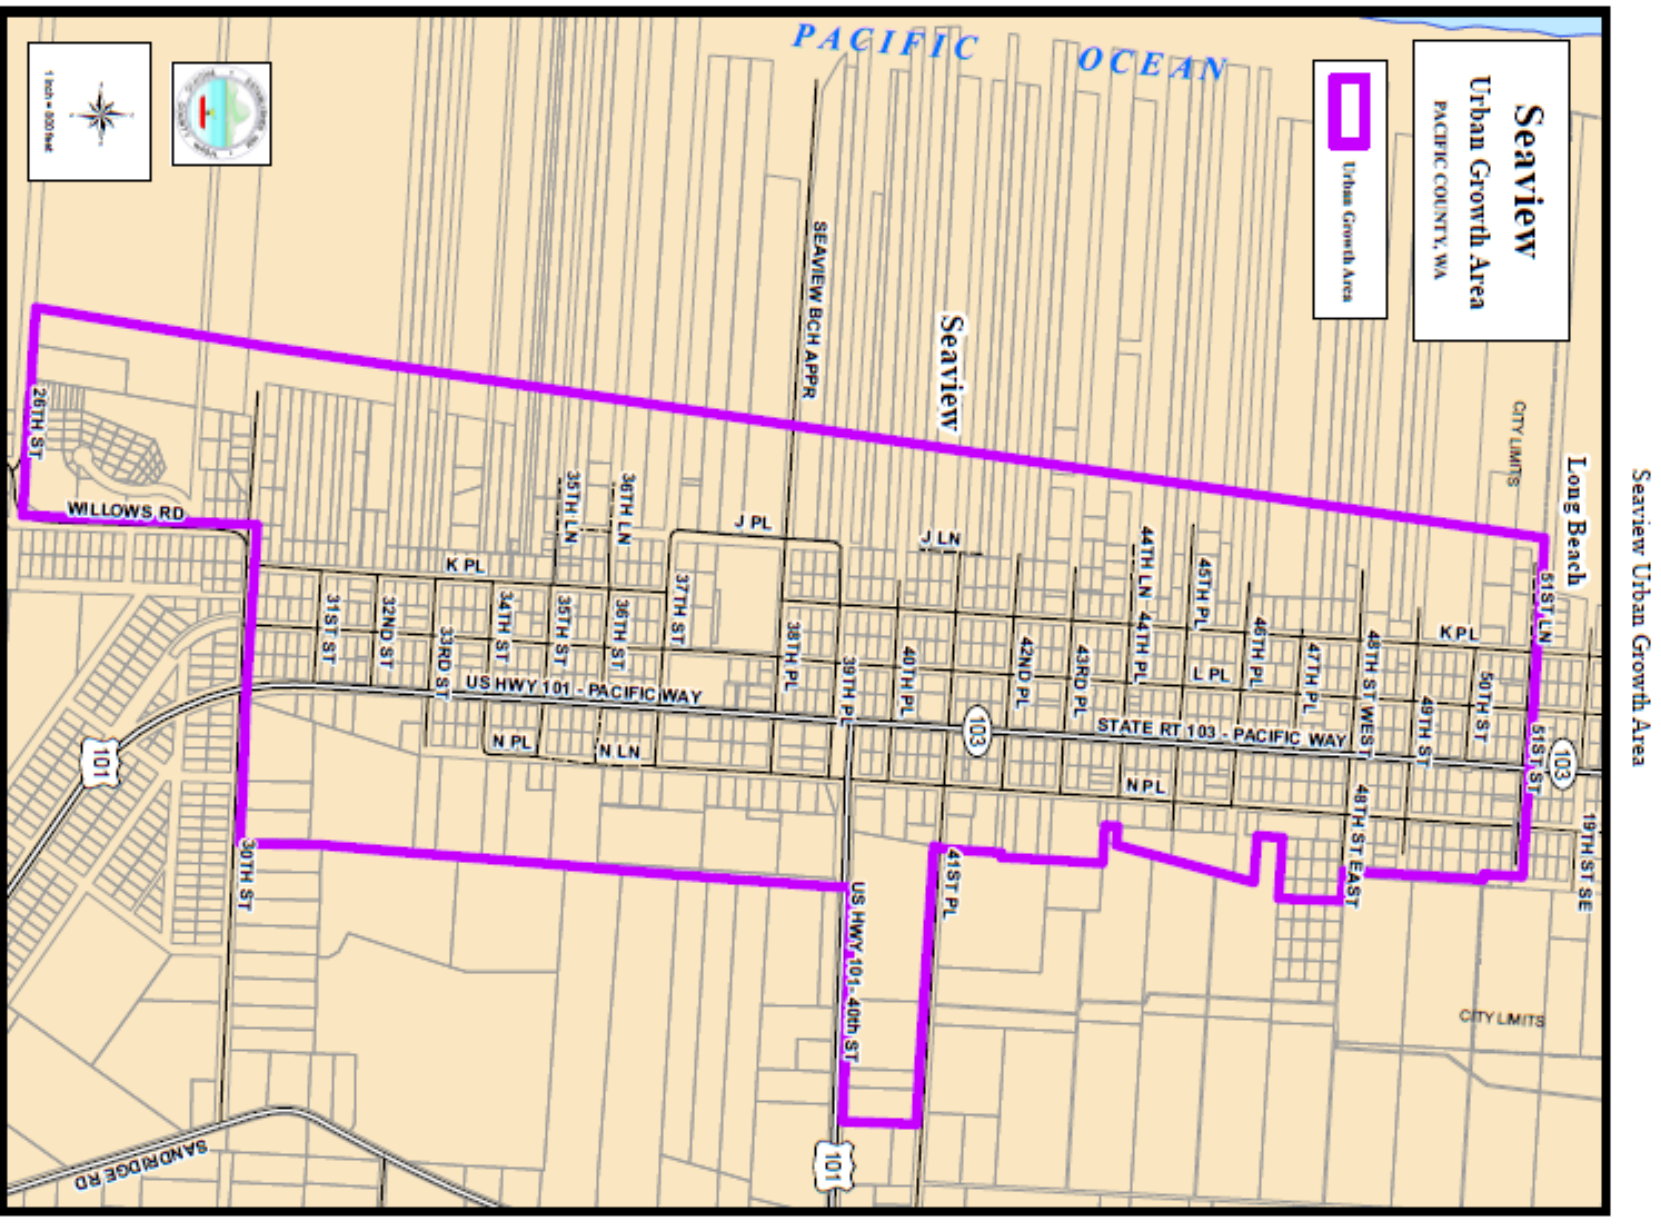 Seaview Urban Growth Area
Seaview
Urban Growth Area
PACIFIC COUNTY, WA
Urban Growth Area
PACIFIC OCEAN
Long Beach
CITY LIMITS
Seaview
SEAVIEW BCH APPR
1 inch = 800 feet
26TH ST
WILLOWS RD
30TH ST
31ST ST
32ND ST
33RD ST
34TH ST
35TH ST
36TH ST
35TH LN
36TH LN
37TH ST
38TH PL
39TH PL
40TH PL
41ST PL
42ND PL
43RD PL
44TH PL
44TH LN
45TH PL
46TH PL
47TH PL
48TH ST WEST
48TH ST EAST
49TH ST
50TH ST
51ST LN
51ST ST
19TH ST SE
J PL
J LN
K PL
K PL
L PL
N PL
N LN
N PL
US HWY 101 - PACIFIC WAY
STATE RT 103 - PACIFIC WAY
US HWY 101 - 40th ST
103
103
101
101
CITY LIMITS
SANDRIDGE RD